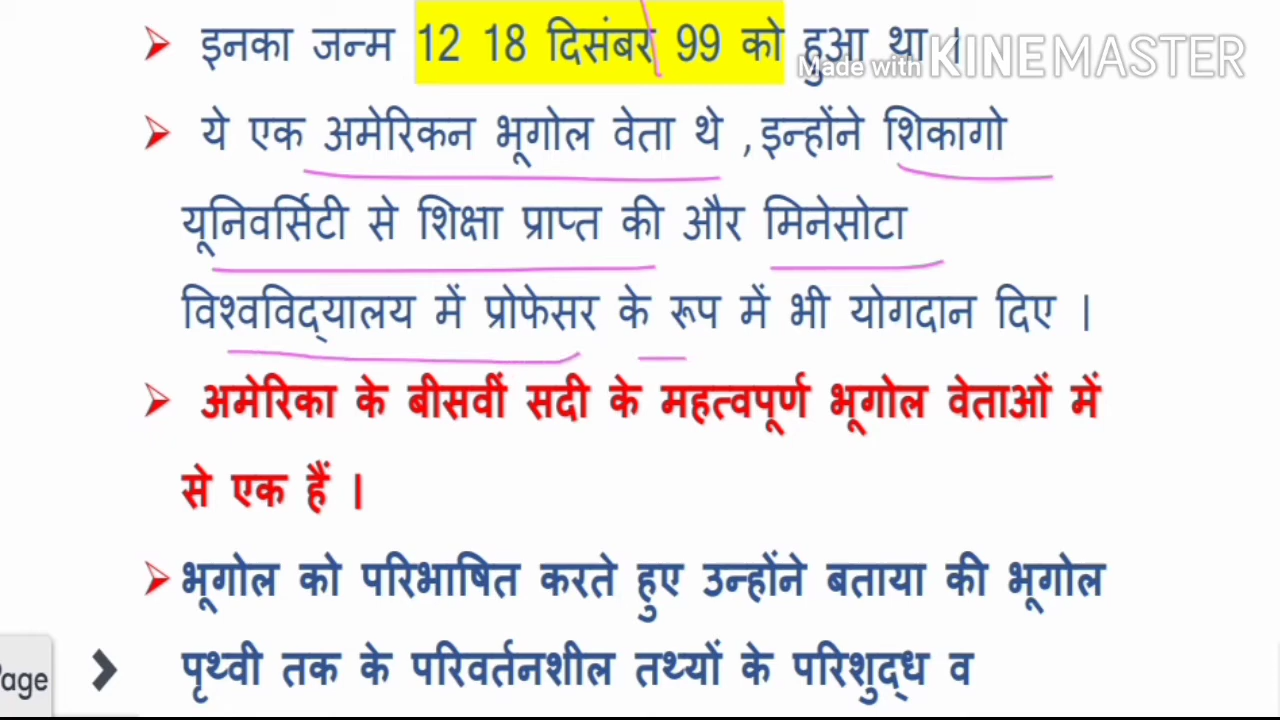 ➢ इनका जन्म 12 18 दिसंबर 99 को हुआ था ।
Made with KINEMASTER
➢ ये एक अमेरिकन भूगोल वेता थे ,इन्होंने शिकागो
यूनिवर्सिटी से शिक्षा प्राप्त की और मिनेसोटा
विश्वविद्यालय में प्रोफेसर के रूप में भी योगदान दिए ।
➢ अमेरिका के बीसवीं सदी के महत्वपूर्ण भूगोल वेताओं में
से एक हैं ।
➢ भूगोल को परिभाषित करते हुए उन्होंने बताया की भूगोल
पृथ्वी तक के परिवर्तनशील तथ्यों के परिशुद्ध व
Page